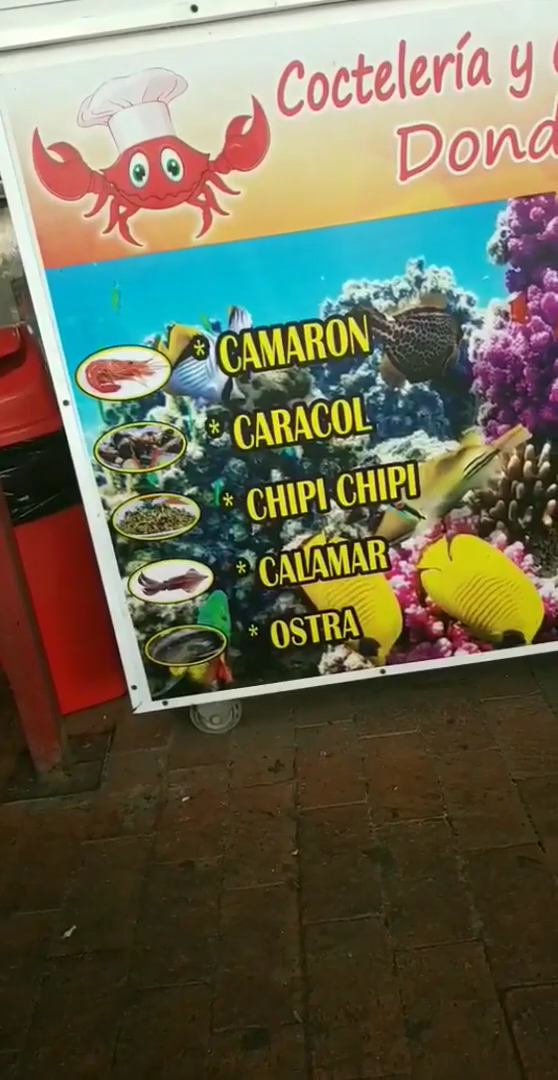 Coctelería y
Dond
* CAMARON
* CARACOL
* CHIPI CHIPI
* CALAMAR
* OSTRA